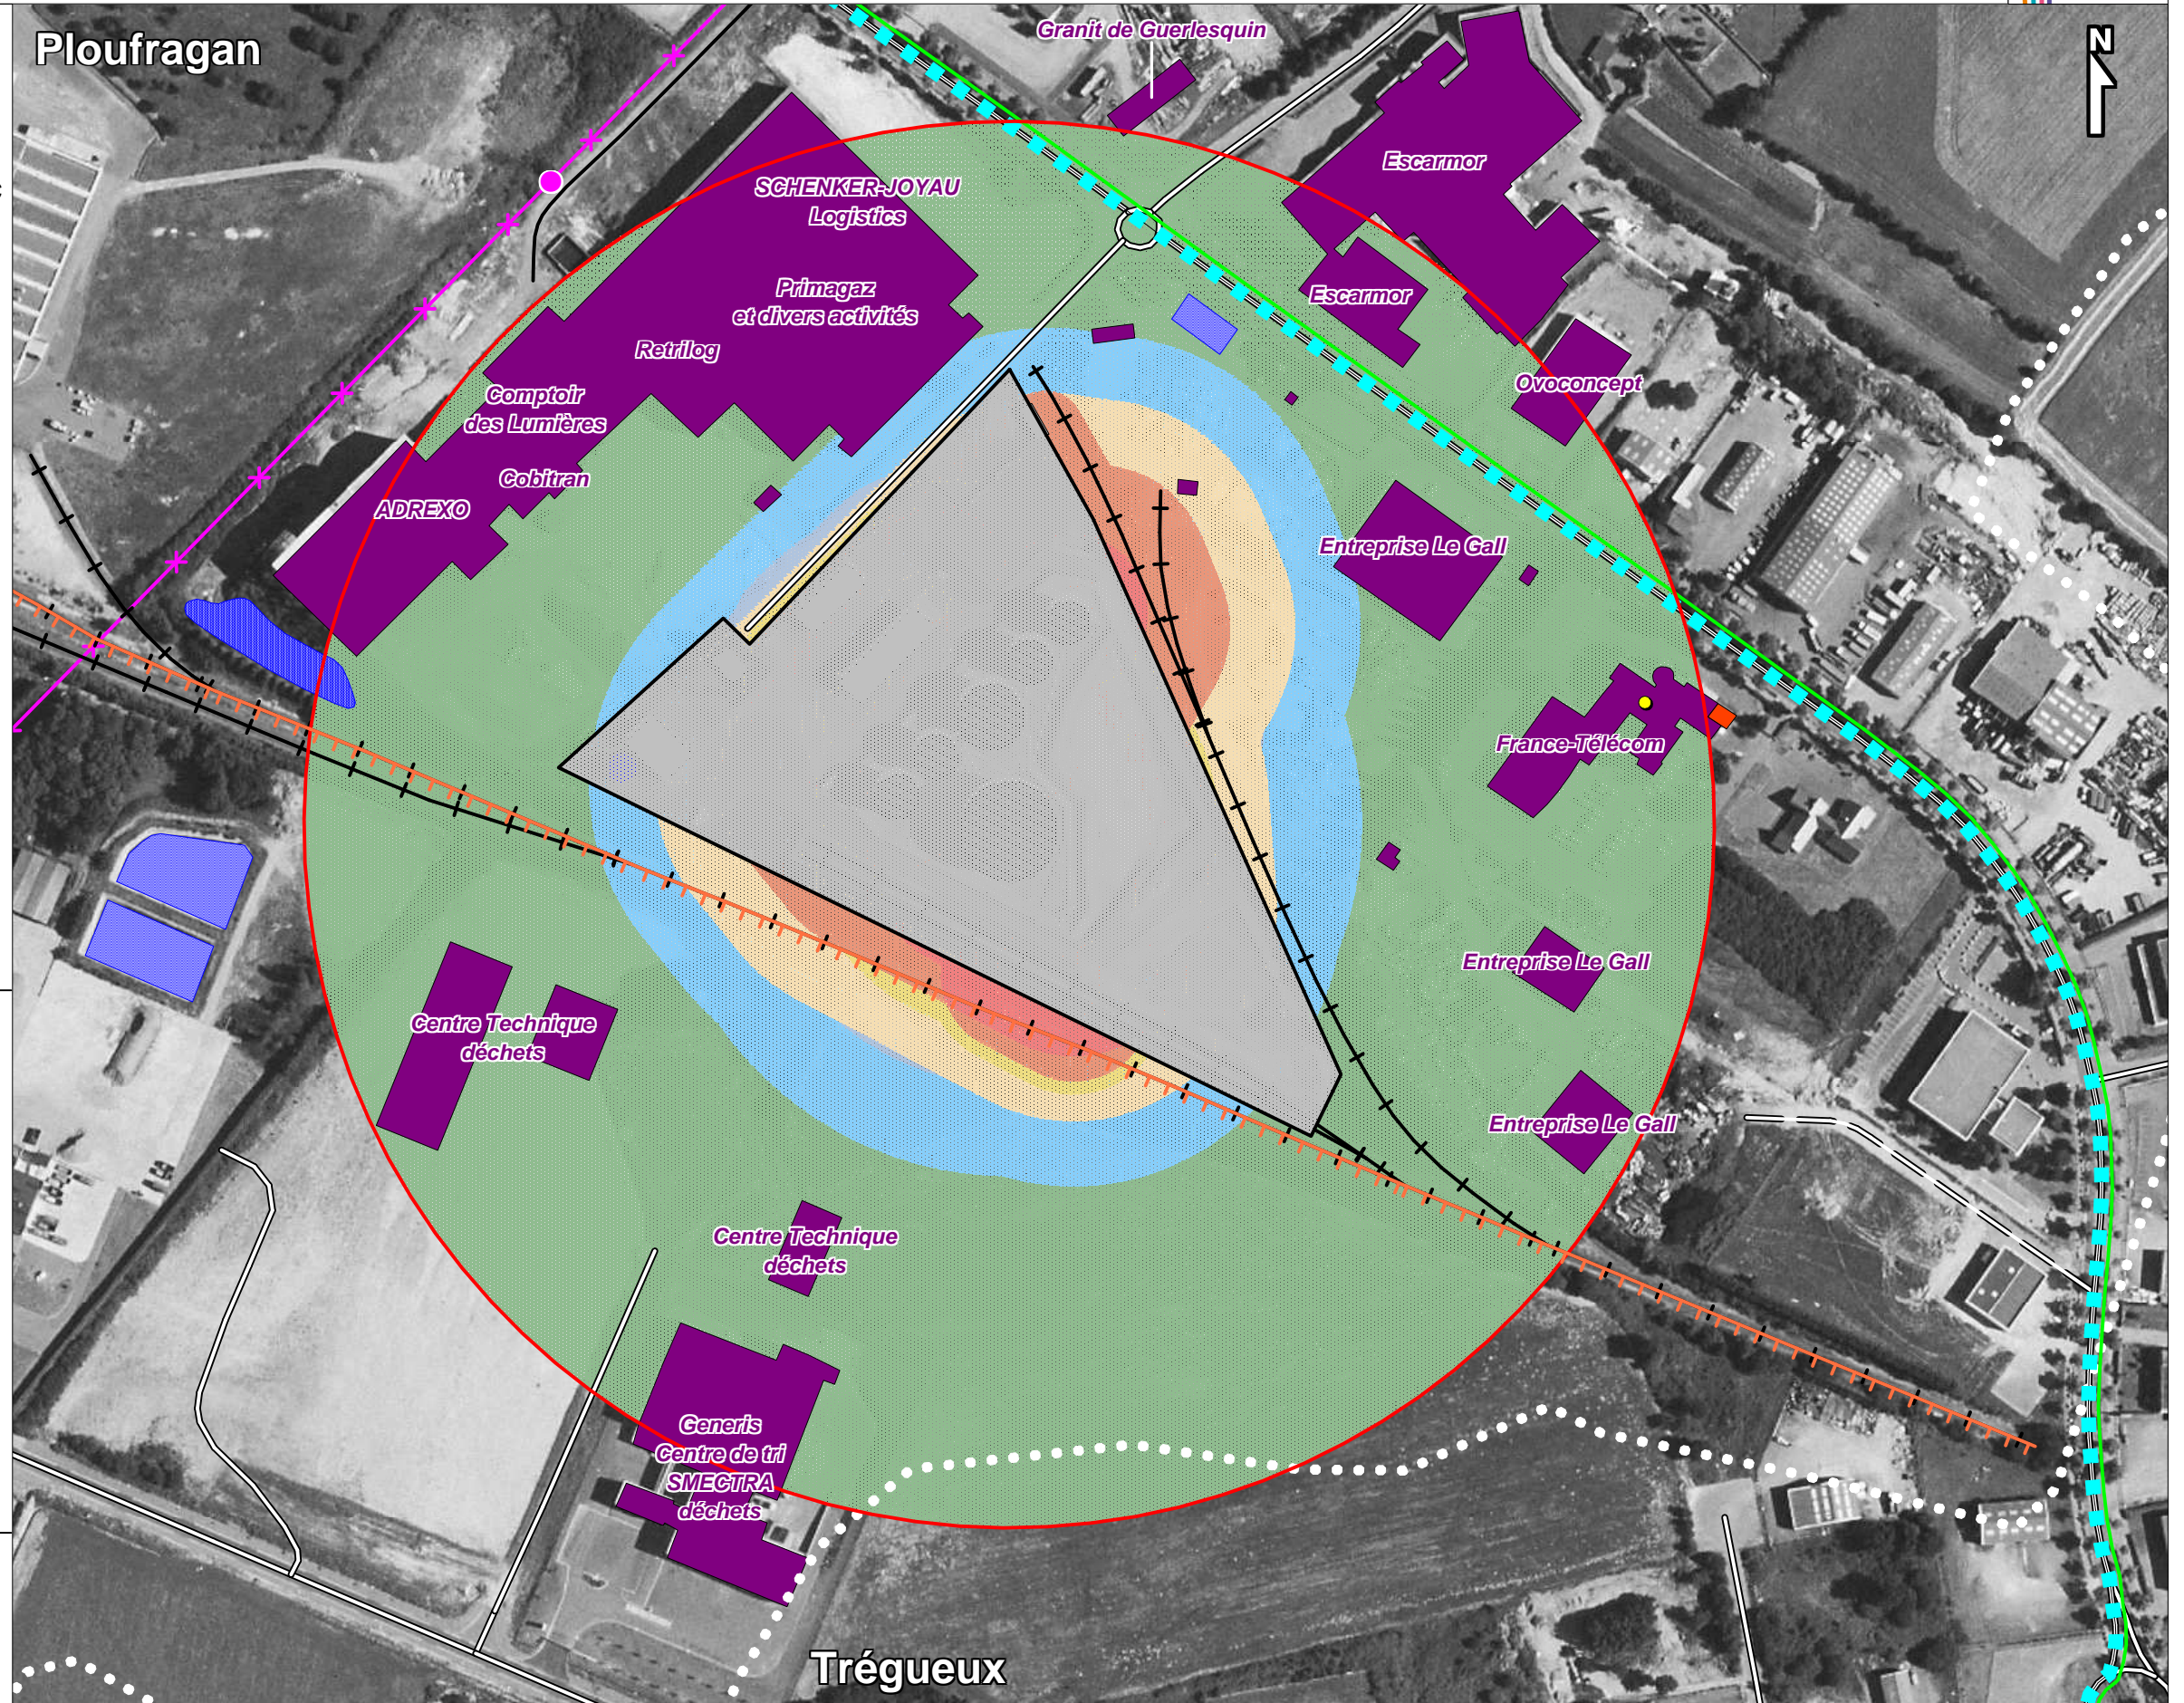 Granit de Guerlesquin
Ploufragan
N
Escarmor
SCHENKER-JOYAU
Logistics
Primagaz
et divers activités
Escarmor
Retrilog
Ovoconcept
Comptoir
des Lumières
Cobitran
ADREXO
Entreprise Le Gall
France-Télécom
Entreprise Le Gall
Centre Technique
déchets
Entreprise Le Gall
Centre Technique
déchets
Generis
Centre de tri
SMECTRA
déchets
Trégueux